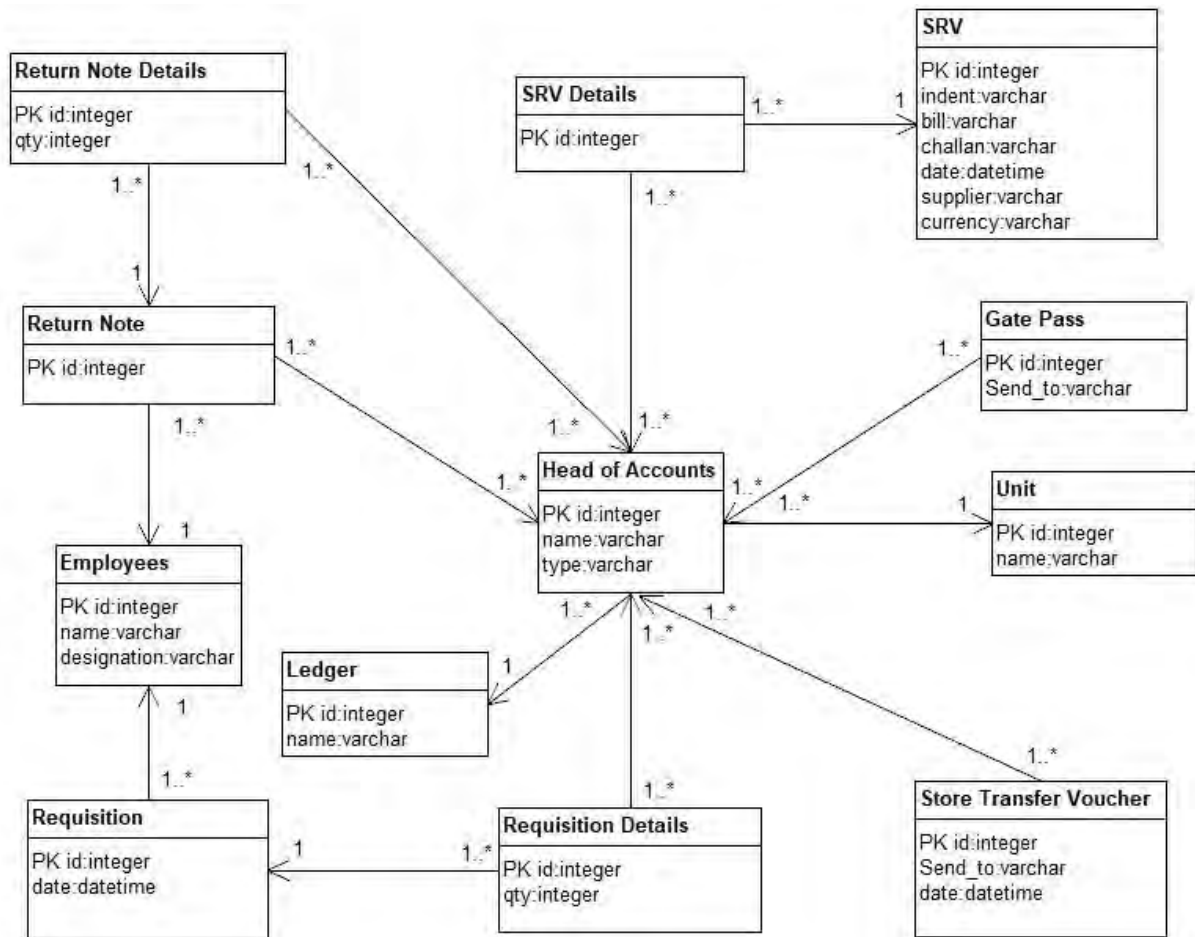 SRV
PK id:integer
indent:varchar
bill:varchar
challan:varchar
date:datetime
supplier:varchar
currency:varchar
Return Note Details
PK id:integer
qty:integer
SRV Details
PK id:integer
1..*
1
1..*
1..*
1..*
1
Return Note
PK id:integer
1..*
1..*
Gate Pass
PK id:integer
Send_to:varchar
1..*
1..*
1..*
Head of Accounts
PK id:integer
name:varchar
type:varchar
1..*
1..*
1..*
1
Unit
PK id:integer
name:varchar
1
Employees
PK id:integer
name:varchar
designation:varchar
1..*
1..*
1..*
1
Ledger
PK id:integer
name:varchar
1
1..*
1..*
1..*
Requisition
PK id:integer
date:datetime
1
1..*
Requisition Details
PK id:integer
qty:integer
Store Transfer Voucher
PK id:integer
Send_to:varchar
date:datetime